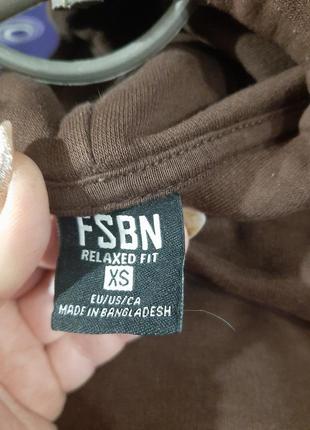 FSBN
RELAXED FIT
XS
EU/US/CA
MADE IN BANGLADESH